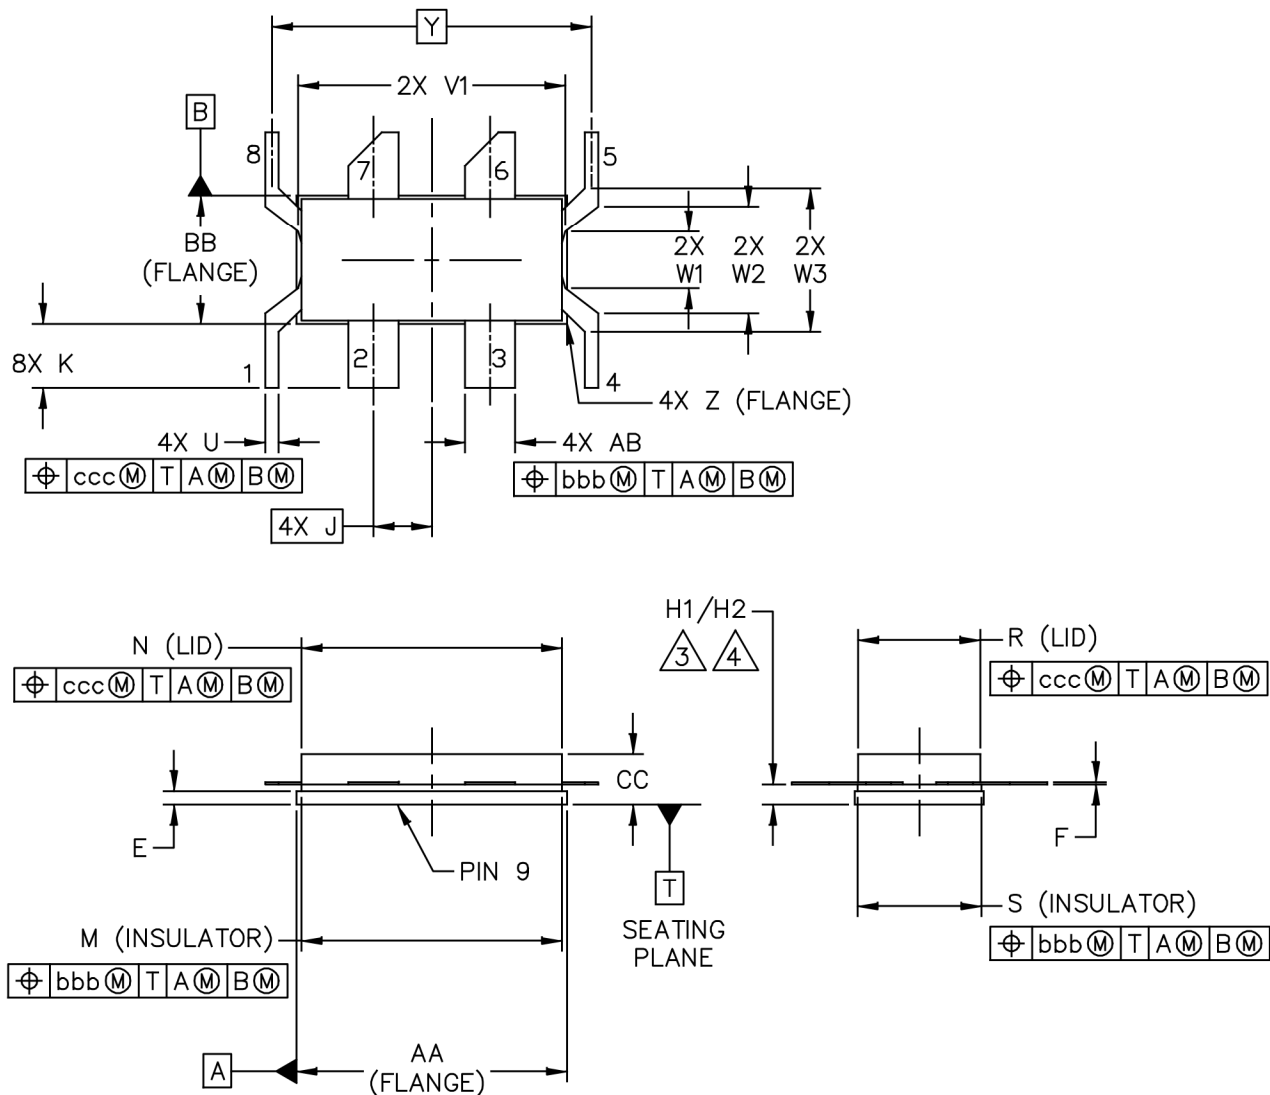 Y
2X V1
B
8
7
6
5
BB
(FLANGE)
2X
W1
2X
W2
2X
W3
8X K
1
2
3
4
4X Z (FLANGE)
4X U
⌖ ccc Ⓜ T A Ⓜ B Ⓜ
4X AB
⌖ bbb Ⓜ T A Ⓜ B Ⓜ
4X J
H1/H2
3 4
N (LID)
⌖ ccc Ⓜ T A Ⓜ B Ⓜ
R (LID)
⌖ ccc Ⓜ T A Ⓜ B Ⓜ
CC
E
F
PIN 9
T
SEATING
PLANE
M (INSULATOR)
⌖ bbb Ⓜ T A Ⓜ B Ⓜ
S (INSULATOR)
⌖ bbb Ⓜ T A Ⓜ B Ⓜ
A
AA
(FLANGE)